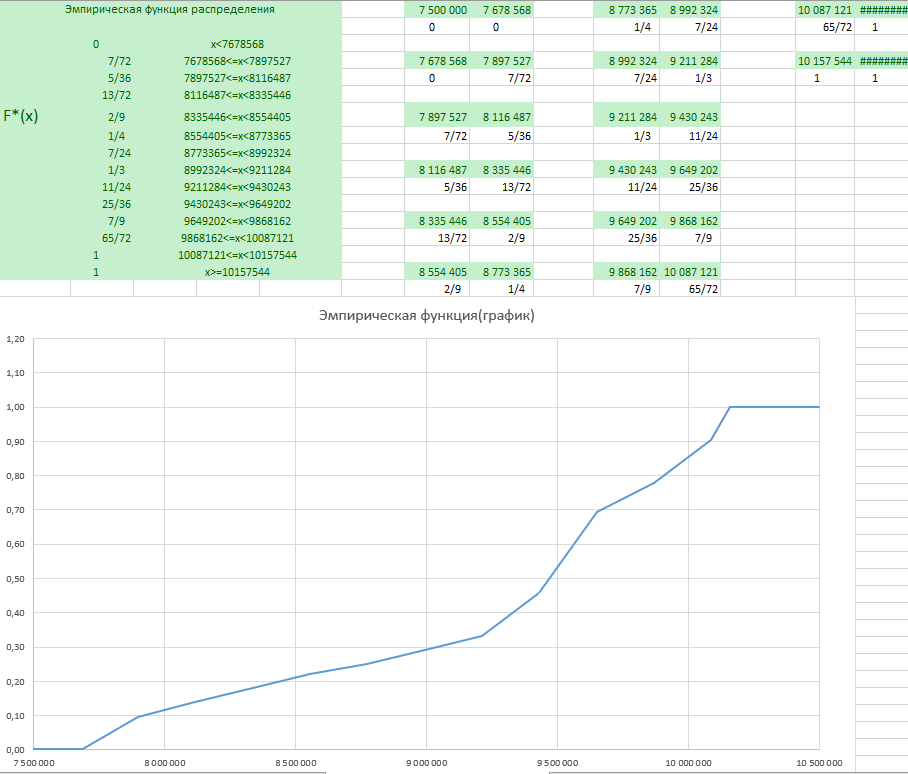 Эмпирическая функция распределения
F*(x)
0 x<7678568
7/72 7678568<=x<7897527
5/36 7897527<=x<8116487
13/72 8116487<=x<8335446
2/9 8335446<=x<8554405
1/4 8554405<=x<8773365
7/24 8773365<=x<8992324
1/3 8992324<=x<9211284
11/24 9211284<=x<9430243
25/36 9430243<=x<9649202
7/9 9649202<=x<9868162
65/72 9868162<=x<10087121
1 10087121<=x<10157544
1 x>=10157544
7 500 000 7 678 568 8 773 365 8 992 324 10 087 121 ########
0 0 1/4 7/24 65/72 1
7 678 568 7 897 527 8 992 324 9 211 284 10 157 544 ########
0 7/72 7/24 1/3 1 1
7 897 527 8 116 487 9 211 284 9 430 243
7/72 5/36 1/3 11/24
8 116 487 8 335 446 9 430 243 9 649 202
5/36 13/72 11/24 25/36
8 335 446 8 554 405 9 649 202 9 868 162
13/72 2/9 25/36 7/9
8 554 405 8 773 365 9 868 162 10 087 121
2/9 1/4 7/9 65/72
Эмпирическая функция(график)
1,20
1,10
1,00
0,90
0,80
0,70
0,60
0,50
0,40
0,30
0,20
0,10
0,00
7 500 000 8 000 000 8 500 000 9 000 000 9 500 000 10 000 000 10 500 000